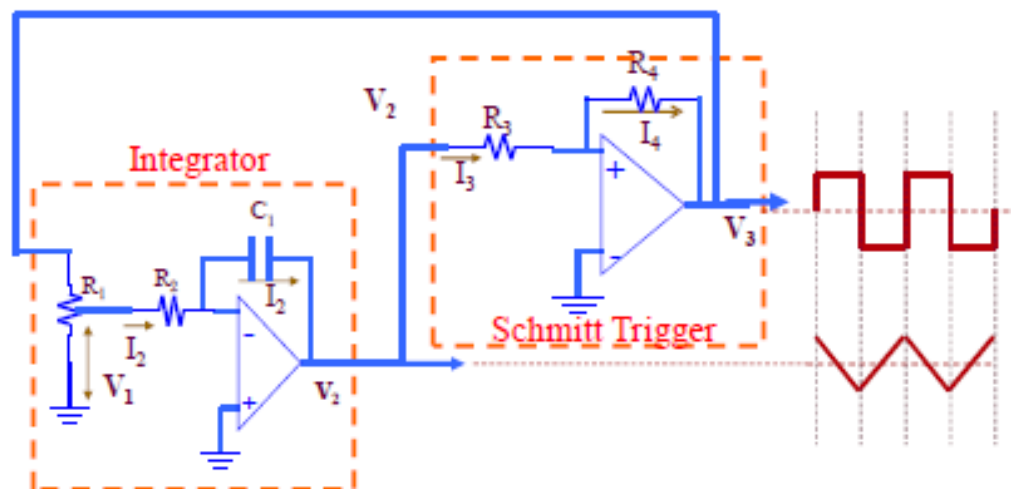 R₄
V₂
R₃
I₄
Integrator
I₃
+
C₁
V₃
-
R₁
R₂
I₂
Schmitt Trigger
-
I₂
V₁
V₂
+